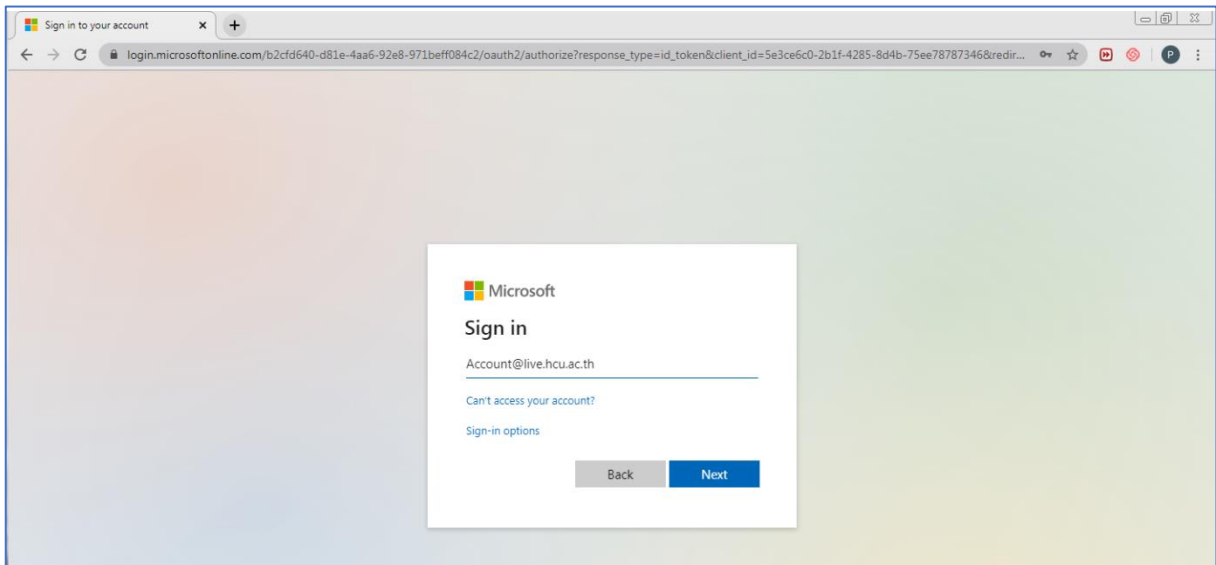 Sign in to your account
login.microsoftonline.com/b2cfd640-d81e-4aa6-92e8-971beff084c2/oauth2/authorize?response_type=id_token&client_id=5e3ce6c0-2b1f-4285-8d4b-75ee78787346&redir...
P
Microsoft
Sign in
Account@live.hcu.ac.th
Can't access your account?
Sign-in options
Back Next